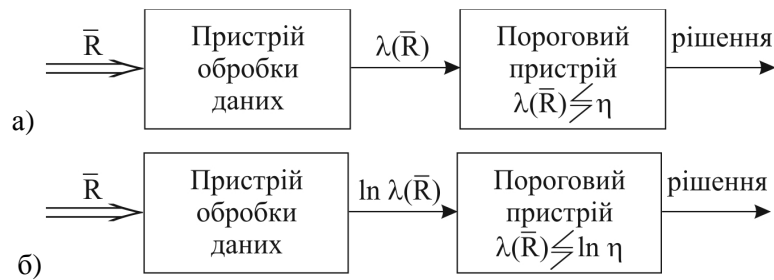 R̅
Пристрій
обробки
даних
λ(R̅)
Пороговий
пристрій
λ(R̅)≶η
рішення
а)
R̅
Пристрій
обробки
даних
ln λ(R̅)
Пороговий
пристрій
λ(R̅)≶ln η
рішення
б)